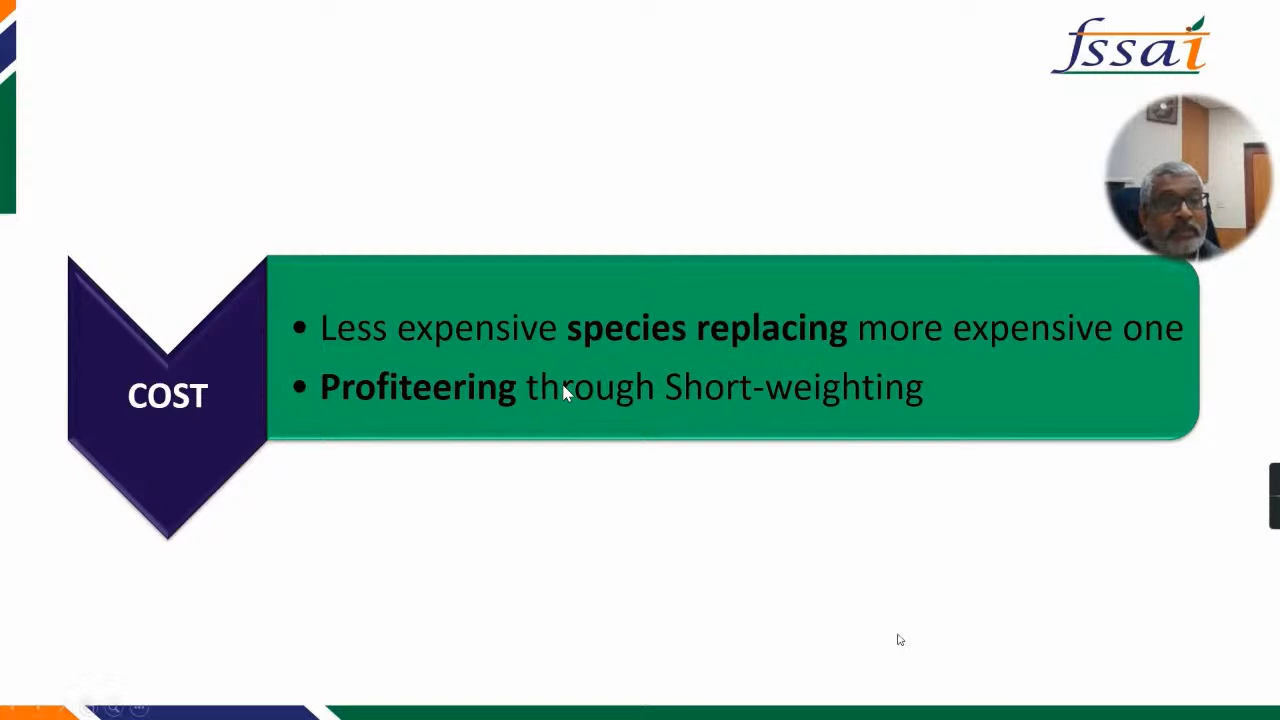 fssai
COST
• Less expensive species replacing more expensive one
• Profiteering through Short-weighting